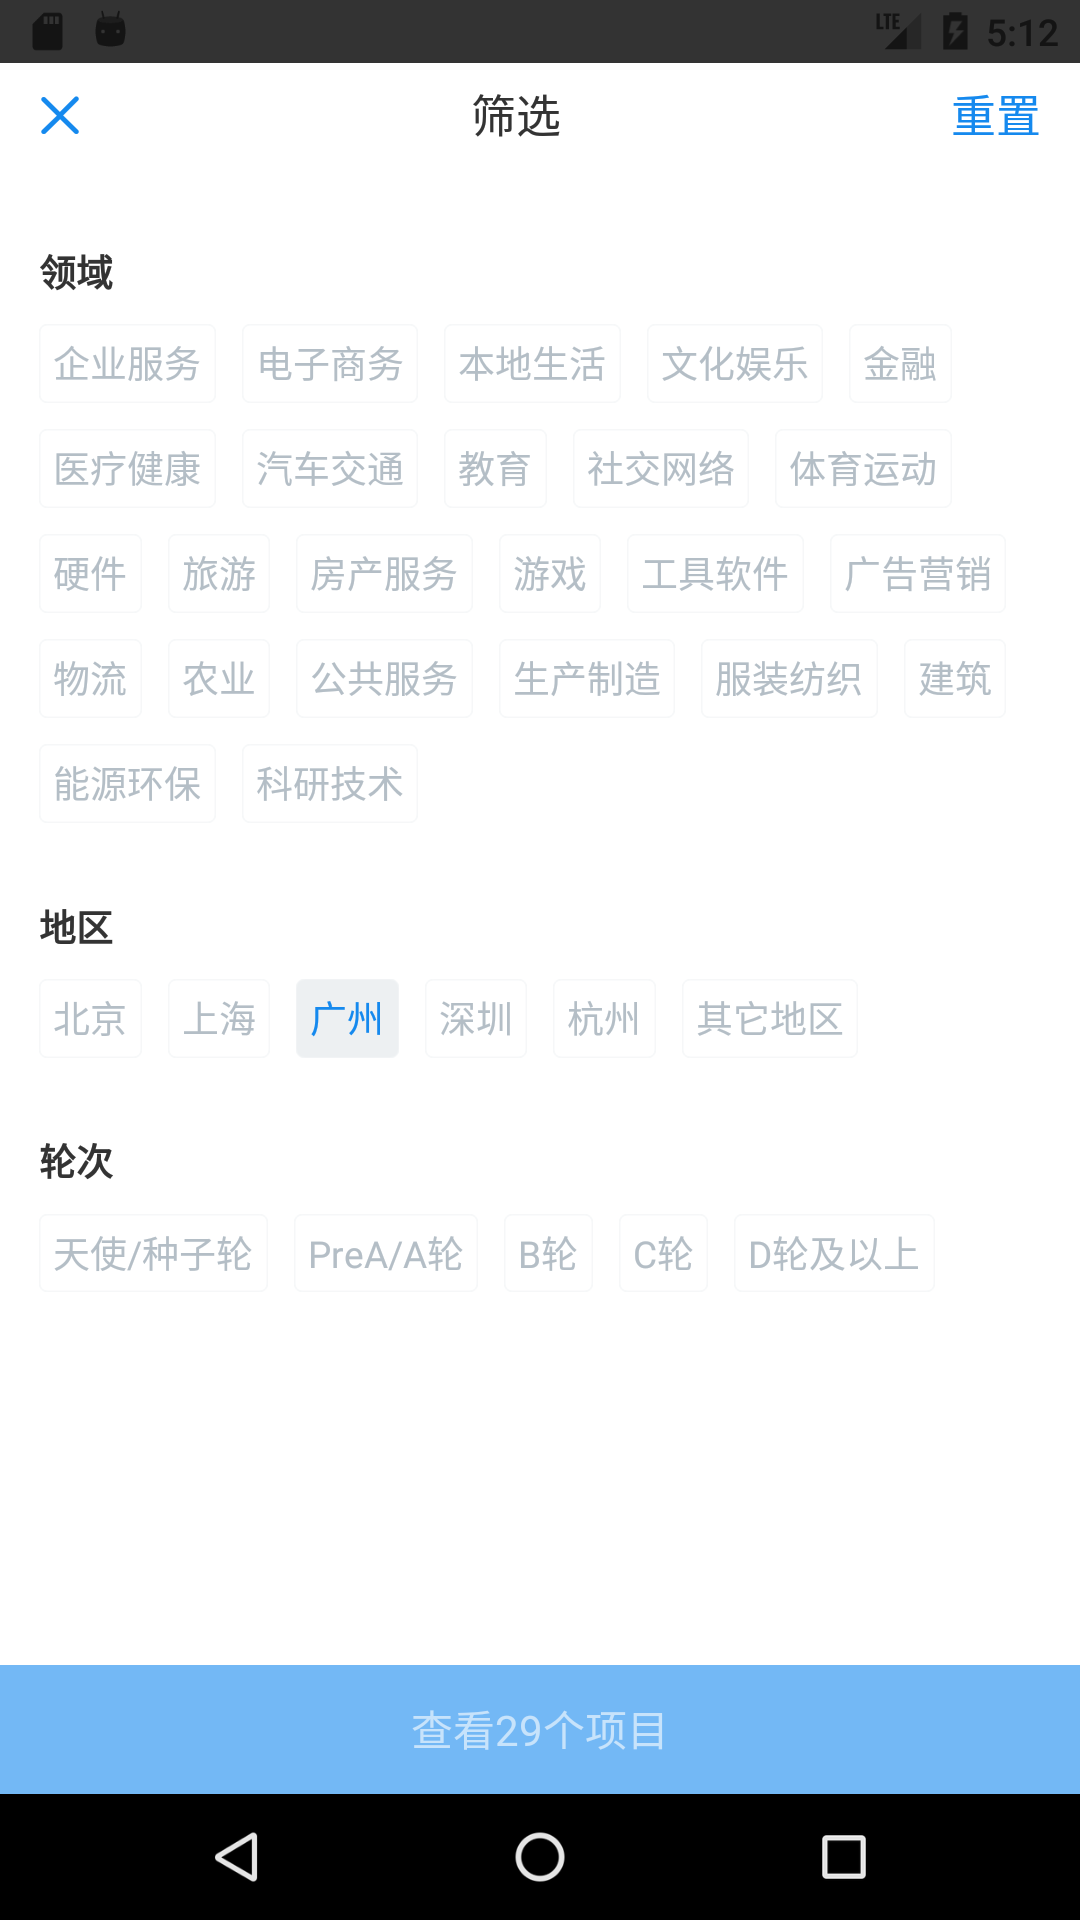 LTE 5:12
筛选 重置
领域
企业服务 电子商务 本地生活 文化娱乐 金融
医疗健康 汽车交通 教育 社交网络 体育运动
硬件 旅游 房产服务 游戏 工具软件 广告营销
物流 农业 公共服务 生产制造 服装纺织 建筑
能源环保 科研技术
地区
北京 上海 广州 深圳 杭州 其它地区
轮次
天使/种子轮 PreA/A轮 B轮 C轮 D轮及以上
查看29个项目